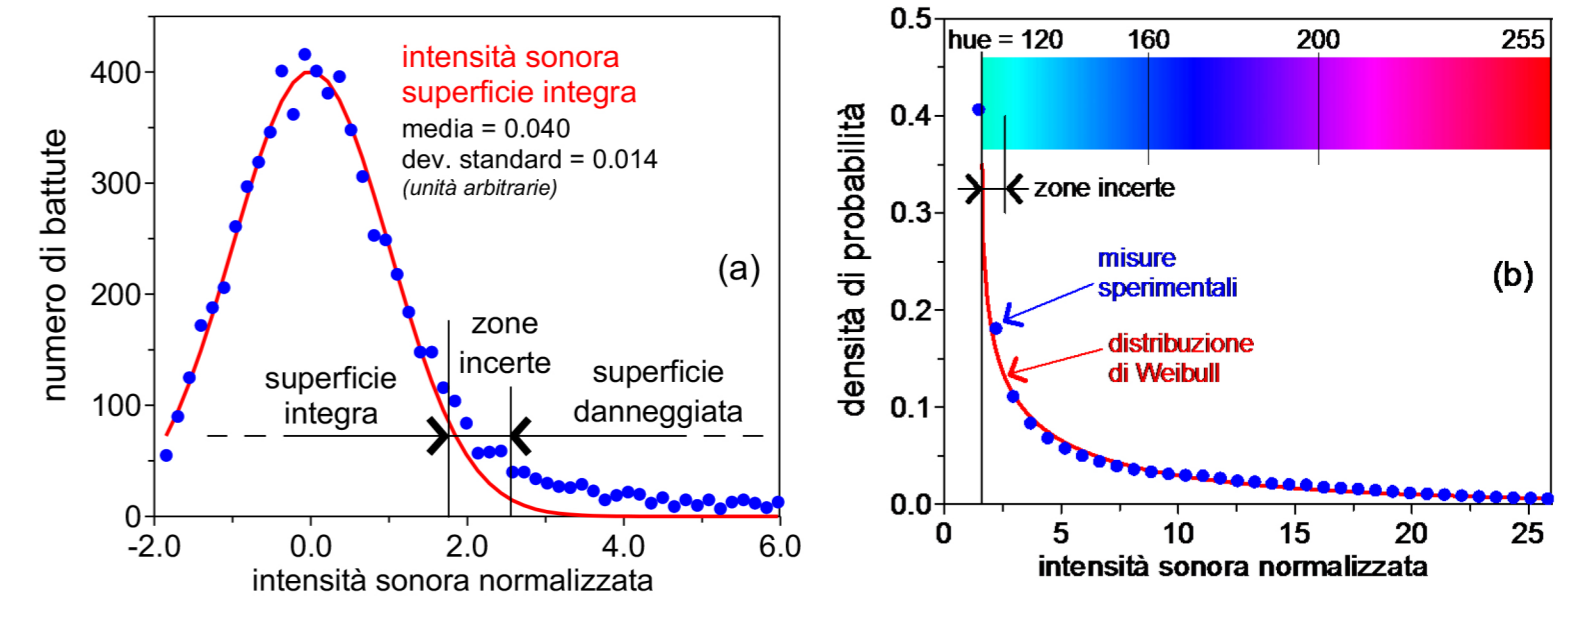 intensità sonora
superficie integra
media = 0.040
dev. standard = 0.014
(unità arbitrarie)
(a)
numero di battute
400
300
200
100
0
superficie
integra
zone
incerte
superficie
danneggiata
-2.0
0.0
2.0
4.0
6.0
intensità sonora normalizzata
hue = 120
160
200
255
zone incerte
misure
sperimentali
distribuzione
di Weibull
(b)
densità di probabilità
0.5
0.4
0.3
0.2
0.1
0.0
0
5
10
15
20
25
intensità sonora normalizzata